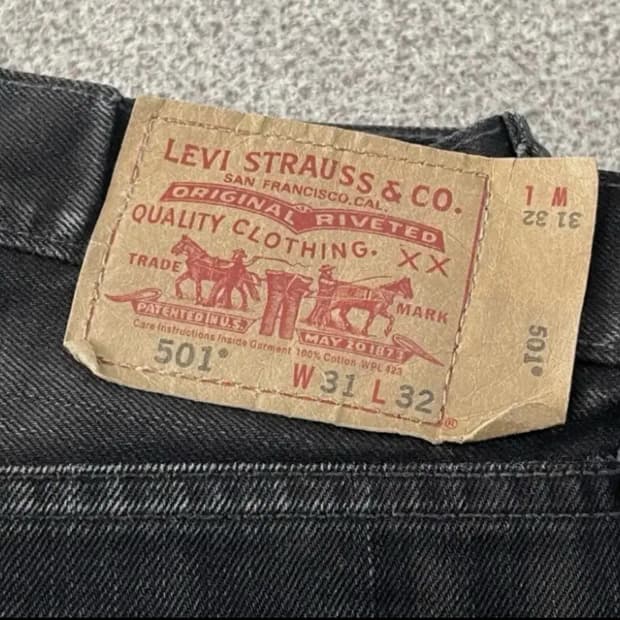 LEVI STRAUSS & CO.
SAN FRANCISCO, CAL.
ORIGINAL RIVETED
QUALITY CLOTHING. XX
TRADE MARK
PATENTED IN U.S. MAY 20 1873
Care Instructions Inside Garment 100% Cotton WPL 423
501®
W 31 L 32
®
W L
31 32
501®